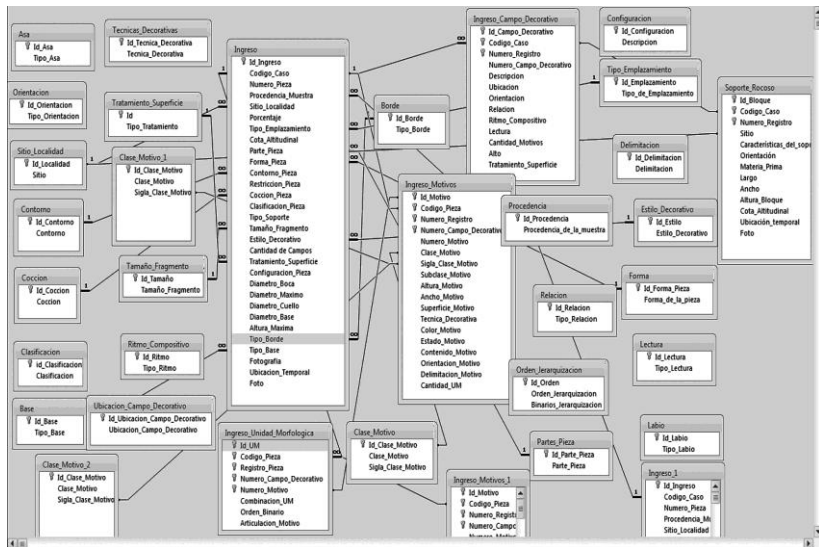 Asa
Id_Asa
Tipo_Asa
Tecnicas_Decorativas
Id_Tecnica_Decorativa
Tecnica_Decorativa
Orientacion
Id_Orientacion
Tipo_Orientacion
Tratamiento_Superficie
Id
Tipo_Tratamiento
Sitio_Localidad
Id_Localidad
Sitio
Clase_Motivo_1
Id_Clase_Motivo
Clase_Motivo
Sigla_Clase_Motivo
Contorno
Id_Contorno
Contorno
Coccion
Id_Coccion
Coccion
Tamaño_Fragmento
Id_Tamaño
Tamaño_Fragmento
Clasificacion
id_Clasificacion
Clasificacion
Ritmo_Compositivo
Id_Ritmo
Tipo_Ritmo
Base
Id_Base
Tipo_Base
Ubicacion_Campo_Decorativo
Id_Ubicacion_Campo_Decorativo
Ubicacion_Campo_Decorativo
Clase_Motivo_2
Id_Clase_Motivo
Clase_Motivo
Sigla_Clase_Motivo
Ingreso
Id_Ingreso
Codigo_Caso
Numero_Pieza
Procedencia_Muestra
Sitio_Localidad
Porcentaje
Tipo_Emplazamiento
Cota_Altitudinal
Parte_Pieza
Forma_Pieza
Contorno_Pieza
Restriccion_Pieza
Coccion_Pieza
Clasificacion_Pieza
Tipo_Soporte
Tamaño_Fragmento
Estilo_Decorativo
Cantidad de Campos
Tratamiento_Superficie
Configuracion_Pieza
Diametro_Boca
Diametro_Maximo
Diametro_Cuello
Diametro_Base
Altura_Maxima
Tipo_Borde
Tipo_Base
Fotografia
Ubicacion_Temporal
Foto
Ingreso_Unidad_Morfologica
Id_UM
Codigo_Pieza
Registro_Pieza
Numero_Campo_Decorativo
Numero_Motivo
Combinacion_UM
Orden_Binario
Articulacion_Motivo
Borde
Id_Borde
Tipo_Borde
Clase_Motivo
Id_Clase_Motivo
Clase_Motivo
Sigla_Clase_Motivo
Ingreso_Campo_Decorativo
Id_Campo_Decorativo
Codigo_Caso
Numero_Registro
Numero_Campo_Decorativo
Descripcion
Ubicacion
Orientacion
Relacion
Ritmo_Compositivo
Lectura
Cantidad_Motivos
Alto
Tratamiento_Superficie
Ingreso_Motivos
Id_Motivo
Codigo_Pieza
Numero_Registro
Numero_Campo_Decorativo
Numero_Motivo
Clase_Motivo
Sigla_Clase_Motivo
Subclase_Motivo
Altura_Motivo
Ancho_Motivo
Superficie_Motivo
Tecnica_Decorativa
Color_Motivo
Estado_Motivo
Contenido_Motivo
Orientacion_Motivo
Delimitacion_Motivo
Cantidad_UM
Ingreso_Motivos_1
Id_Motivo
Codigo_Pieza
Numero_Registr
Numero_Campo
Configuracion
Id_Configuracion
Descripcion
Tipo_Emplazamiento
Id_Emplazamiento
Tipo_de_Emplazamiento
Delimitacion
Id_Delimitacion
Delimitacion
Procedencia
Id_Procedencia
Procedencia_de_la_muestra
Estilo_Decorativo
Id_Estilo
Estilo_Decorativo
Soporte_Rocoso
Id_Bloque
Codigo_Caso
Numero_Registro
Sitio
Características_del_sopo
Orientación
Materia_Prima
Largo
Ancho
Altura_Bloque
Cota_Altitudinal
Ubicación_temporal
Foto
Forma
Id_Forma_Pieza
Forma_de_la_pieza
Relacion
Id_Relacion
Tipo_Relacion
Lectura
Id_Lectura
Tipo_Lectura
Orden_Jerarquizacion
Id_Orden
Orden_Jerarquizacion
Binarios_Jerarquizacion
Partes_Pieza
Id_Parte_Pieza
Parte_Pieza
Labio
Id_Labio
Tipo_Labio
Ingreso_1
Id_Ingreso
Codigo_Caso
Numero_Pieza
Procedencia_Mu
Sitio_Localidad